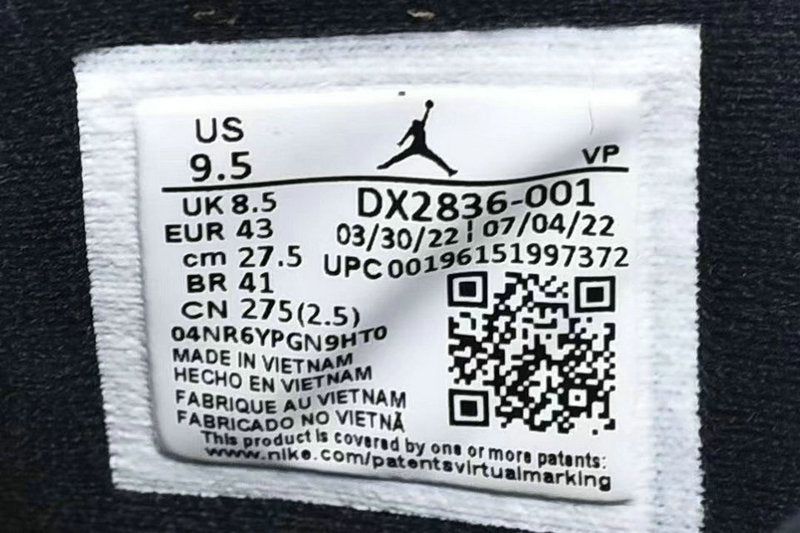 US
9.5
VP
UK 8.5
EUR 43
cm 27.5
BR 41
CN 275(2.5)
DX2836-001
03/30/22 | 07/04/22
UPC 00196151997372
04NR6YPGN9HT0
MADE IN VIETNAM
HECHO EN VIETNAM
FABRIQUE AU VIETNAM
FABRICADO NO VIETNÃ
This product is covered by one or more patents:
www.nike.com/patentsvirtualmarking